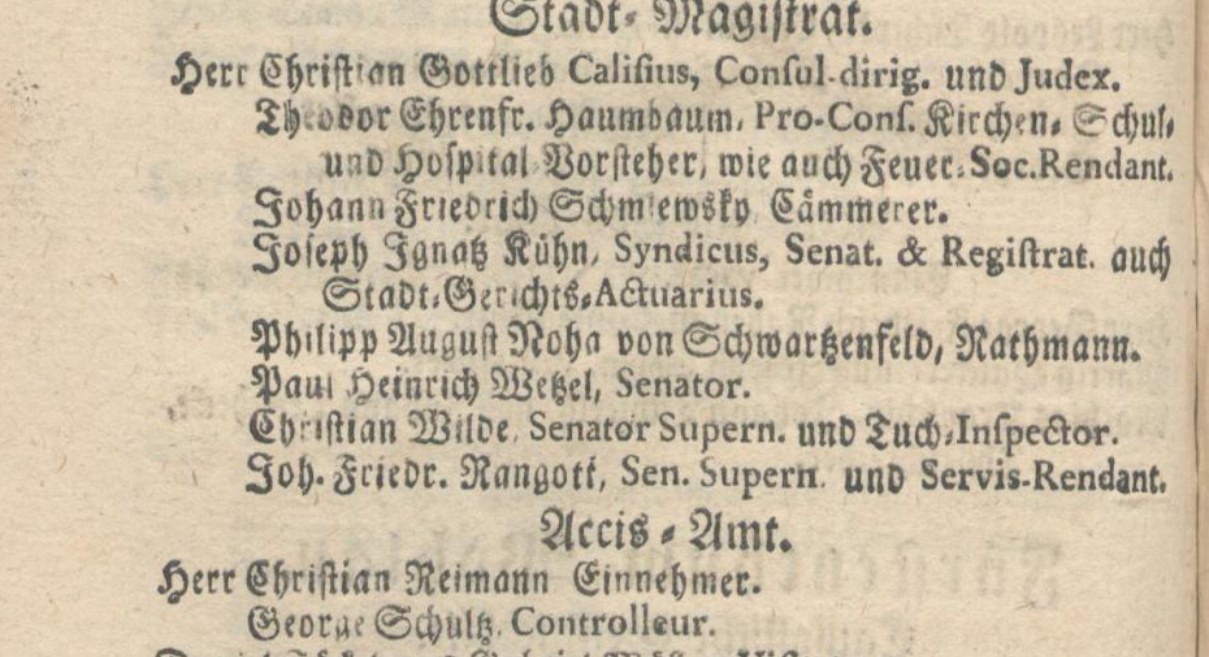 Stadt-Magistrat.
Herr Christian Gottlieb Calisius, Consul-dirig. und Judex.
Theodor Ehrenfr. Haumbaum, Pro-Cons. Kirchen- Schul-
und Hospital-Vorsteher, wie auch Feuer-Soc. Rendant.
Johann Friedrich Schmiewsky, Cämmerer.
Joseph Ignatz Kühn, Syndicus, Senat. & Registrat. auch
Stadt-Gerichts-Actuarius.
Philipp August Roha von Schwartzenfeld, Rathmann.
Paul Heinrich Wetzel, Senator.
Christian Wilde, Senator Supern. und Tuch-Inspector.
Joh. Friedr. Rangott, Sen. Supern. und Servis-Rendant.
Accis-Amt.
Herr Christian Reimann Einnehmer.
George Schultz, Controlleur.